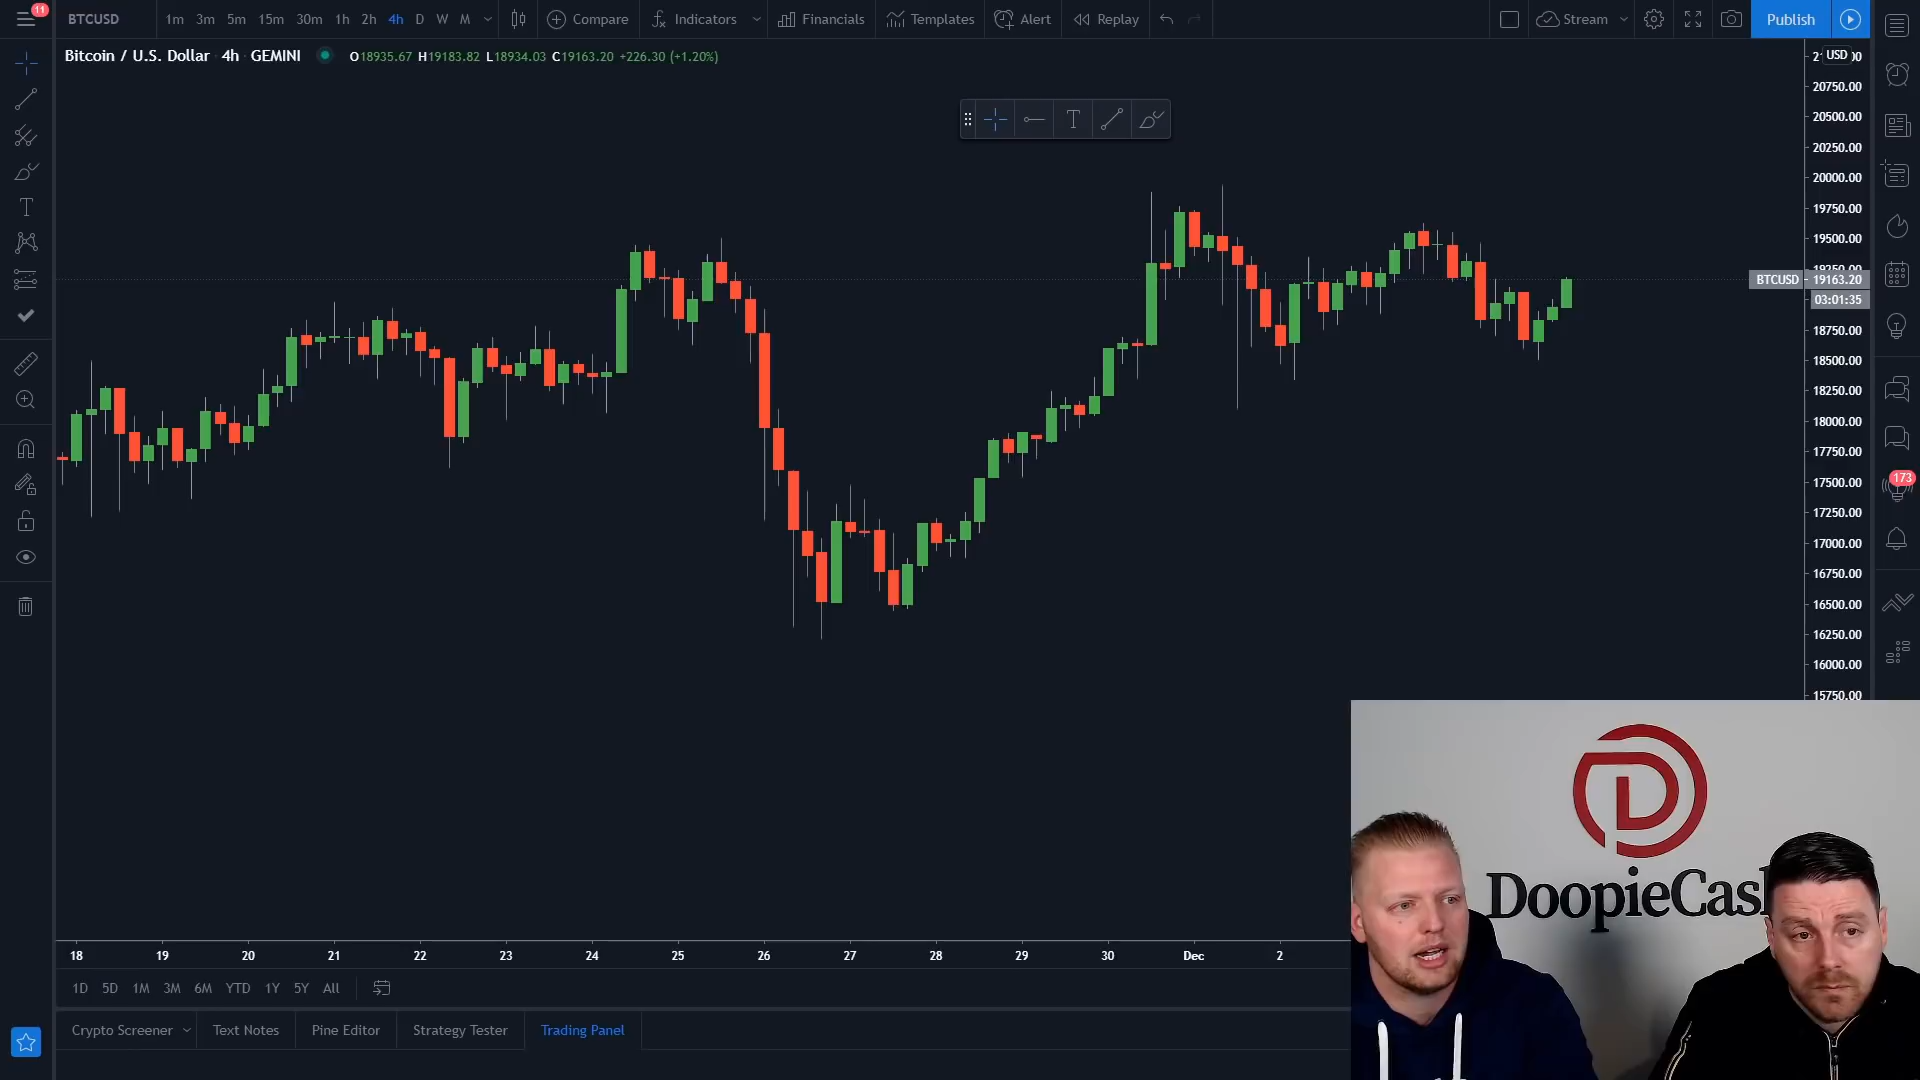 11
BTCUSD 1m 3m 5m 15m 30m 1h 2h 4h D W M Compare Indicators Financials Templates Alert Replay Stream Publish
Bitcoin / U.S. Dollar 4h GEMINI O18935.67 H19183.82 L18934.03 C19163.20 +226.30 (+1.20%)
USD
20750.00
20500.00
20250.00
20000.00
19750.00
19500.00
19250.00
BTCUSD 19163.20
03:01:35
18750.00
18500.00
18250.00
18000.00
17750.00
17500.00
17250.00
17000.00
16750.00
16500.00
16250.00
16000.00
15750.00
173
T
T
DoopieCas
18 19 20 21 22 23 24 25 26 27 28 29 30 Dec 2
1D 5D 1M 3M 6M YTD 1Y 5Y All
Crypto Screener Text Notes Pine Editor Strategy Tester Trading Panel